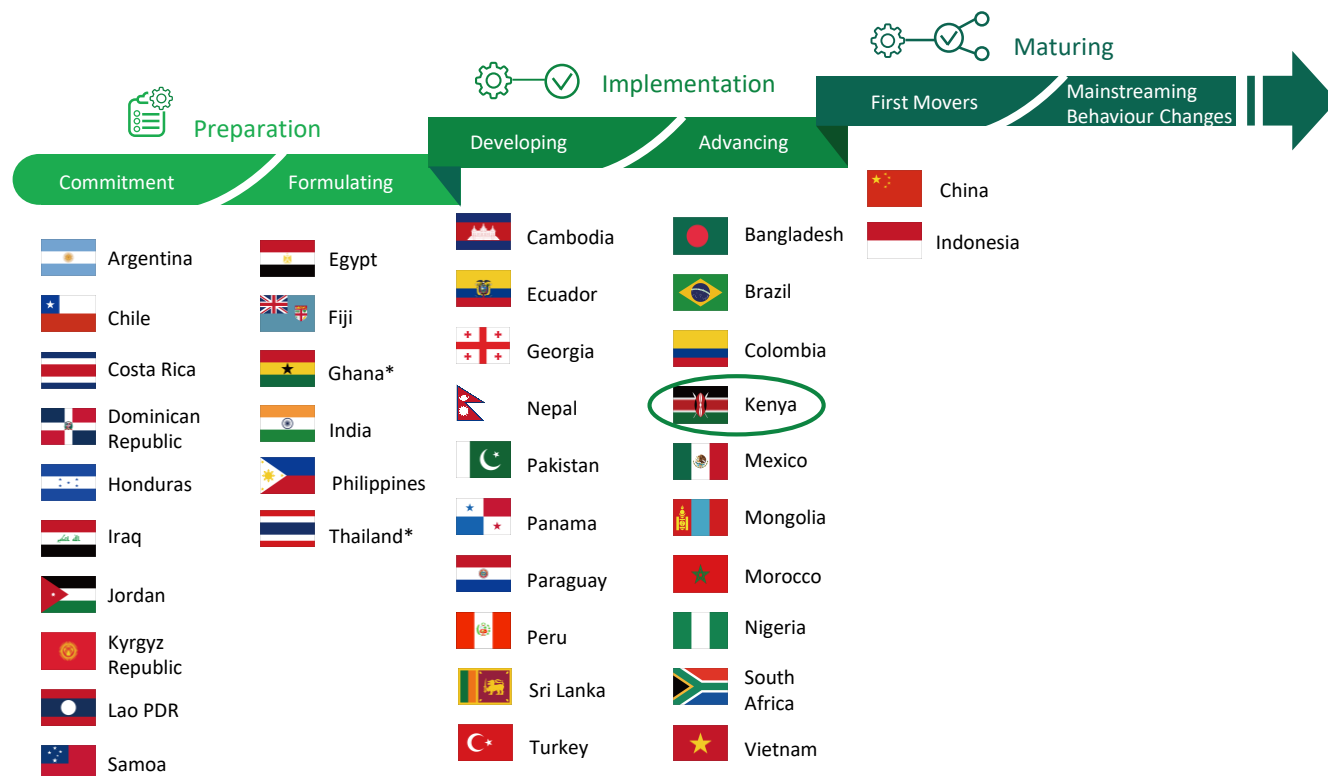 Preparation
Implementation
Maturing
Commitment
Formulating
Developing
Advancing
First Movers
Mainstreaming
Behaviour Changes
Argentina
Chile
Costa Rica
Dominican
Republic
Honduras
Iraq
Jordan
Kyrgyz
Republic
Lao PDR
Samoa
Egypt
Fiji
Ghana*
India
Philippines
Thailand*
Cambodia
Ecuador
Georgia
Nepal
Pakistan
Panama
Paraguay
Peru
Sri Lanka
Turkey
Bangladesh
Brazil
Colombia
Kenya
Mexico
Mongolia
Morocco
Nigeria
South
Africa
Vietnam
China
Indonesia